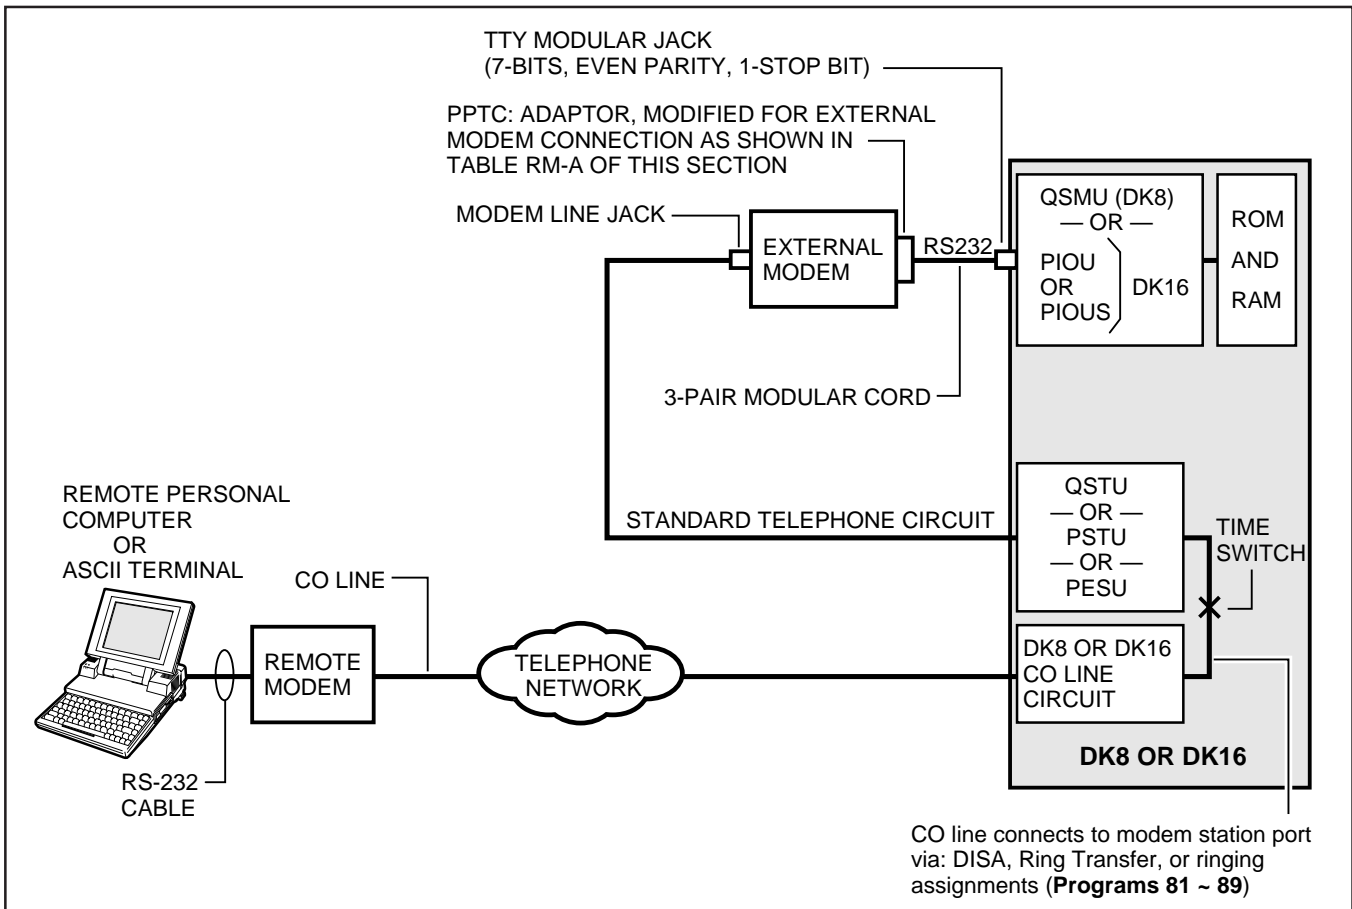 TTY MODULAR JACK
(7-BITS, EVEN PARITY, 1-STOP BIT)
PPTC: ADAPTOR, MODIFIED FOR EXTERNAL
MODEM CONNECTION AS SHOWN IN
TABLE RM-A OF THIS SECTION
MODEM LINE JACK
EXTERNAL
MODEM
RS232
QSMU (DK8)
— OR —
PIOU
OR
PIOUS
DK16
ROM
AND
RAM
3-PAIR MODULAR CORD
REMOTE PERSONAL
COMPUTER
OR
ASCII TERMINAL
CO LINE
STANDARD TELEPHONE CIRCUIT
QSTU
— OR —
PSTU
— OR —
PESU
TIME
SWITCH
REMOTE
MODEM
TELEPHONE
NETWORK
DK8 OR DK16
CO LINE
CIRCUIT
DK8 OR DK16
RS-232
CABLE
CO line connects to modem station port
via: DISA, Ring Transfer, or ringing
assignments (Programs 81 ~ 89)